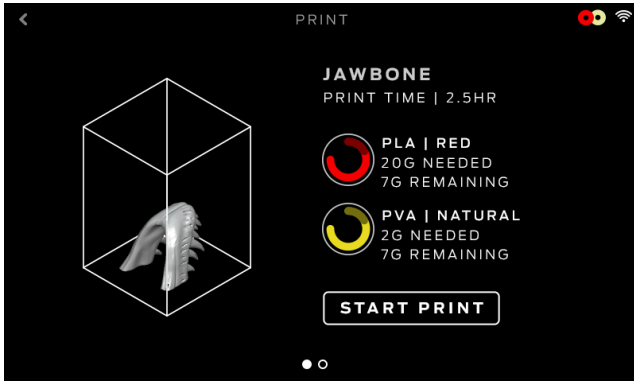 PRINT
JAWBONE
PRINT TIME | 2.5HR
PLA | RED
20G NEEDED
7G REMAINING
PVA | NATURAL
2G NEEDED
7G REMAINING
START PRINT